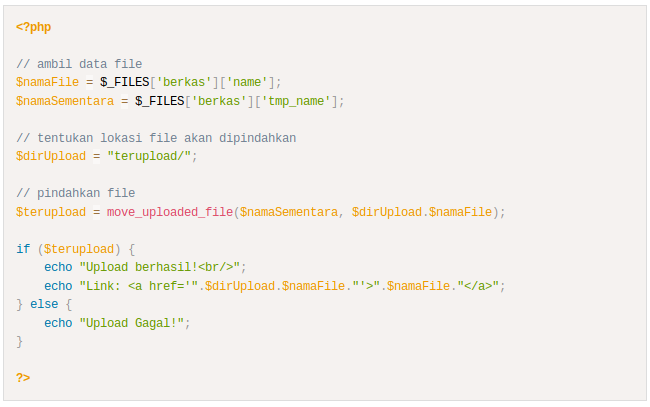 <?php
// ambil data file
$namaFile = $_FILES['berkas']['name'];
$namaSementara = $_FILES['berkas']['tmp_name'];
// tentukan lokasi file akan dipindahkan
$dirUpload = "terupload/";
// pindahkan file
$terupload = move_uploaded_file($namaSementara, $dirUpload.$namaFile);
if ($terupload) {
    echo "Upload berhasil!<br/>";
    echo "Link: <a href='".$dirUpload.$namaFile."'>".$namaFile."</a>";
} else {
    echo "Upload Gagal!";
}
?>